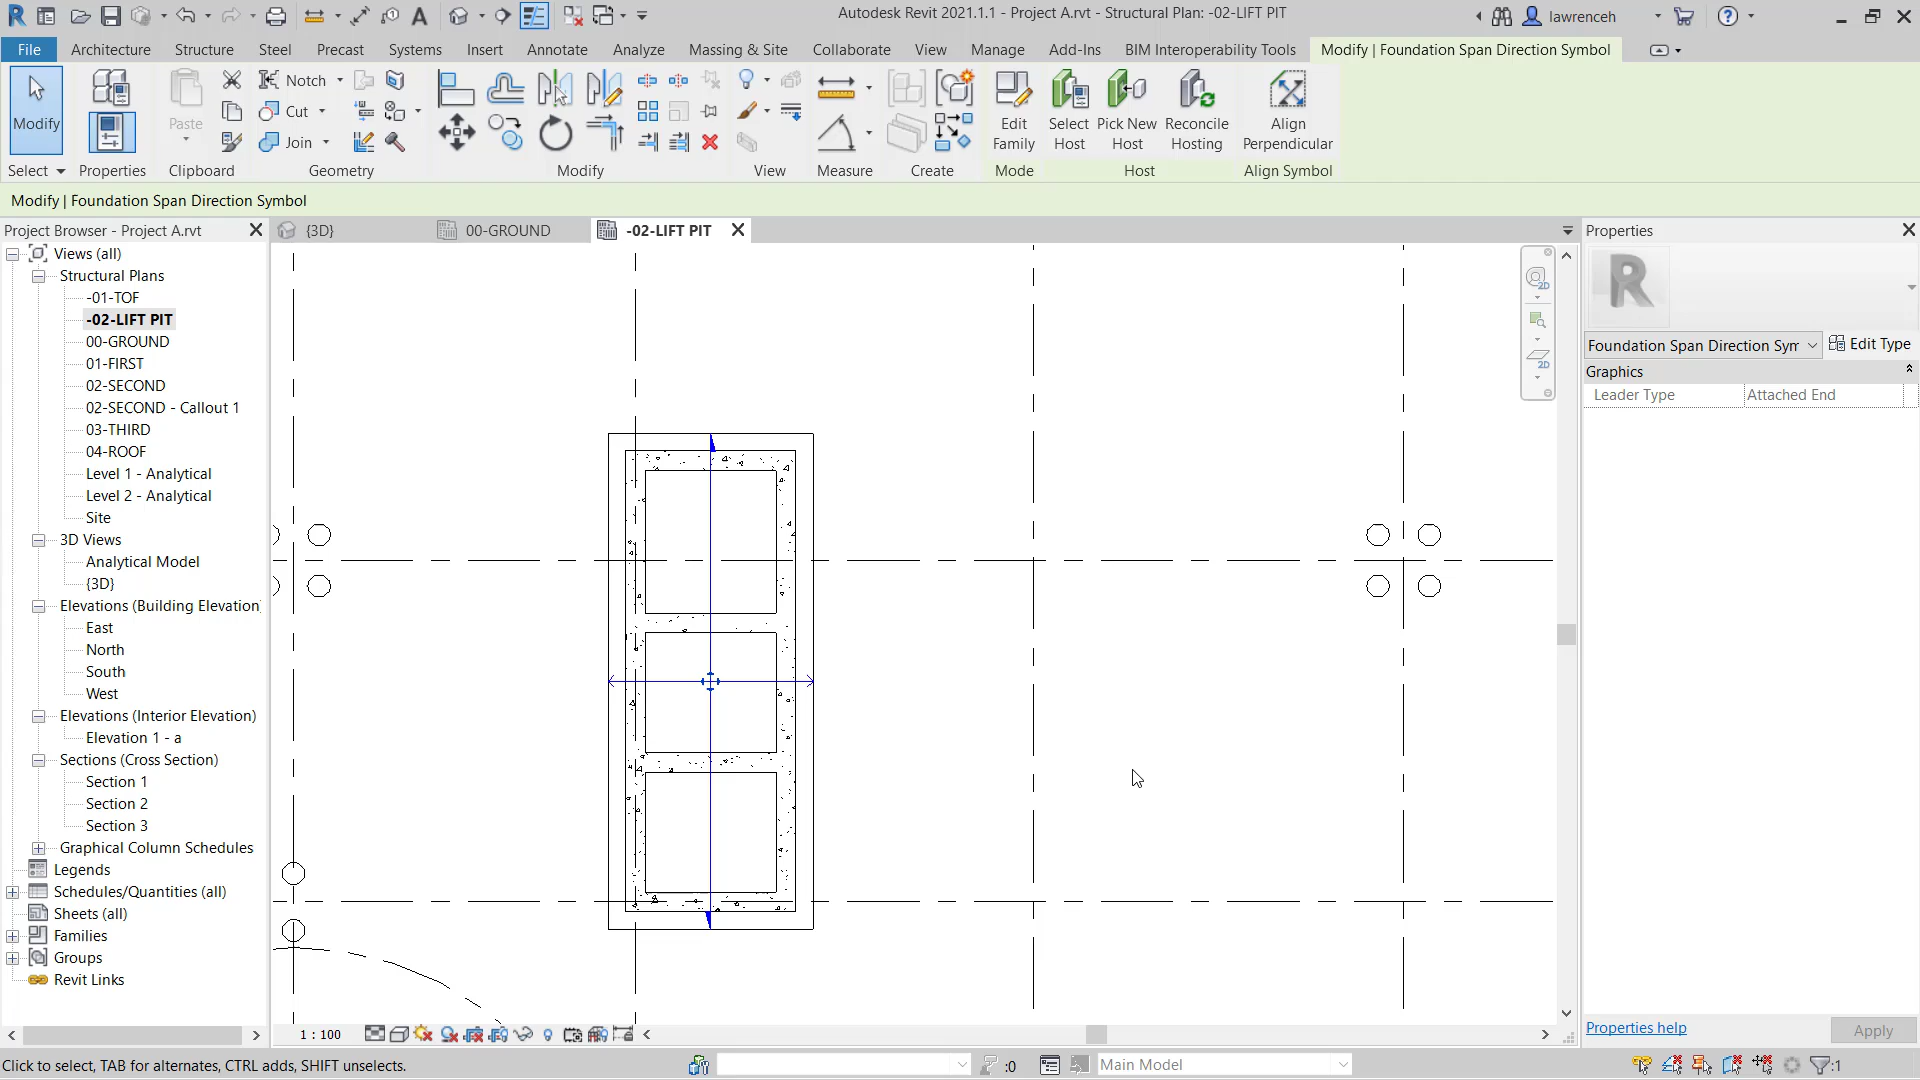 Autodesk Revit 2021.1.1 - Project A.rvt - Structural Plan: -02-LIFT PIT
lawrenceh
File Architecture Structure Steel Precast Systems Insert Annotate Analyze Massing & Site Collaborate View Manage Add-Ins BIM Interoperability Tools Modify | Foundation Span Direction Symbol
Modify
Paste
Notch
Cut
Join
Edit Family
Select Host
Pick New Host
Reconcile Hosting
Align Perpendicular
Select Properties Clipboard Geometry Modify View Measure Create Mode Host Align Symbol
Modify | Foundation Span Direction Symbol
Project Browser - Project A.rvt
{3D} 00-GROUND -02-LIFT PIT
Properties
Views (all)
Structural Plans
-01-TOF
-02-LIFT PIT
00-GROUND
01-FIRST
02-SECOND
02-SECOND - Callout 1
03-THIRD
04-ROOF
Level 1 - Analytical
Level 2 - Analytical
Site
3D Views
Analytical Model
{3D}
Elevations (Building Elevation)
East
North
South
West
Elevations (Interior Elevation)
Elevation 1 - a
Sections (Cross Section)
Section 1
Section 2
Section 3
Graphical Column Schedules
Legends
Schedules/Quantities (all)
Sheets (all)
Families
Groups
Revit Links
2D
2D
R
Foundation Span Direction Sym
Edit Type
Graphics
Leader Type Attached End
Properties help
Apply
1 : 100
Click to select, TAB for alternates, CTRL adds, SHIFT unselects.
:0
Main Model
:1